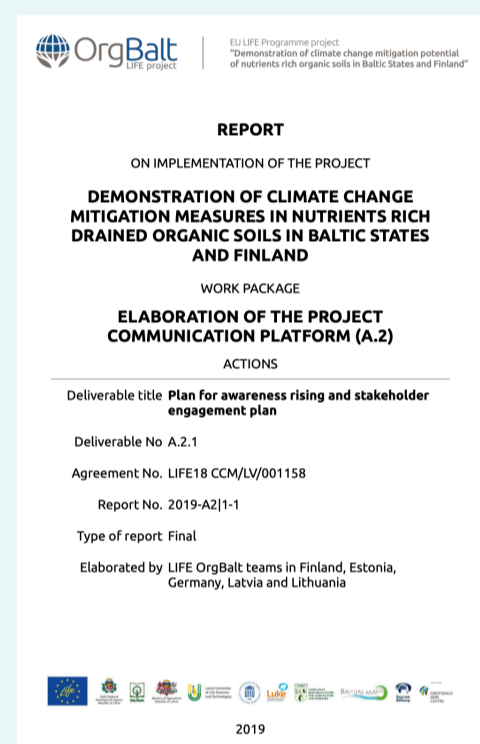 OrgBalt
LIFE project
EU LIFE Programme project
"Demonstration of climate change mitigation potential
of nutrients rich organic soils in Baltic States and Finland"
REPORT
ON IMPLEMENTATION OF THE PROJECT
DEMONSTRATION OF CLIMATE CHANGE
MITIGATION MEASURES IN NUTRIENTS RICH
DRAINED ORGANIC SOILS IN BALTIC STATES
AND FINLAND
WORK PACKAGE
ELABORATION OF THE PROJECT
COMMUNICATION PLATFORM (A.2)
ACTIONS
Deliverable title Plan for awareness rising and stakeholder
engagement plan
Deliverable No A.2.1
Agreement No. LIFE18 CCM/LV/001158
Report No. 2019-A2|1-1
Type of report Final
Elaborated by LIFE OrgBalt teams in Finland, Estonia,
Germany, Latvia and Lithuania
Luke
2019